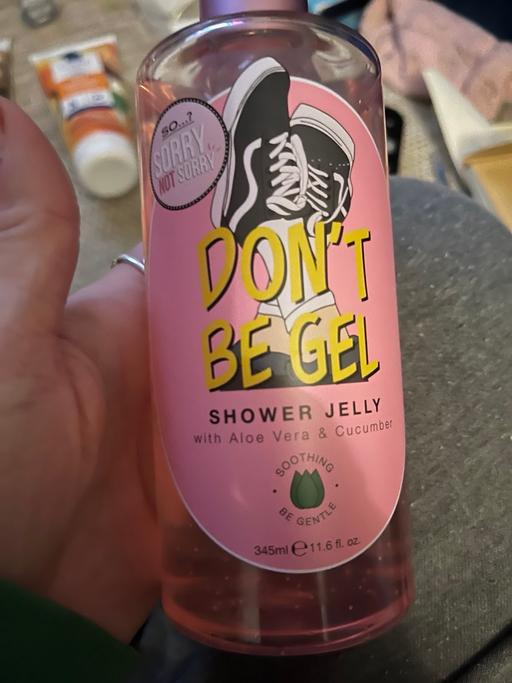 SO...?
SORRY
NOT SORRY
DON'T
BE GEL
SHOWER JELLY
with Aloe Vera & Cucumber
SOOTHING
BE GENTLE
345ml ℮ 11.6 fl. oz.